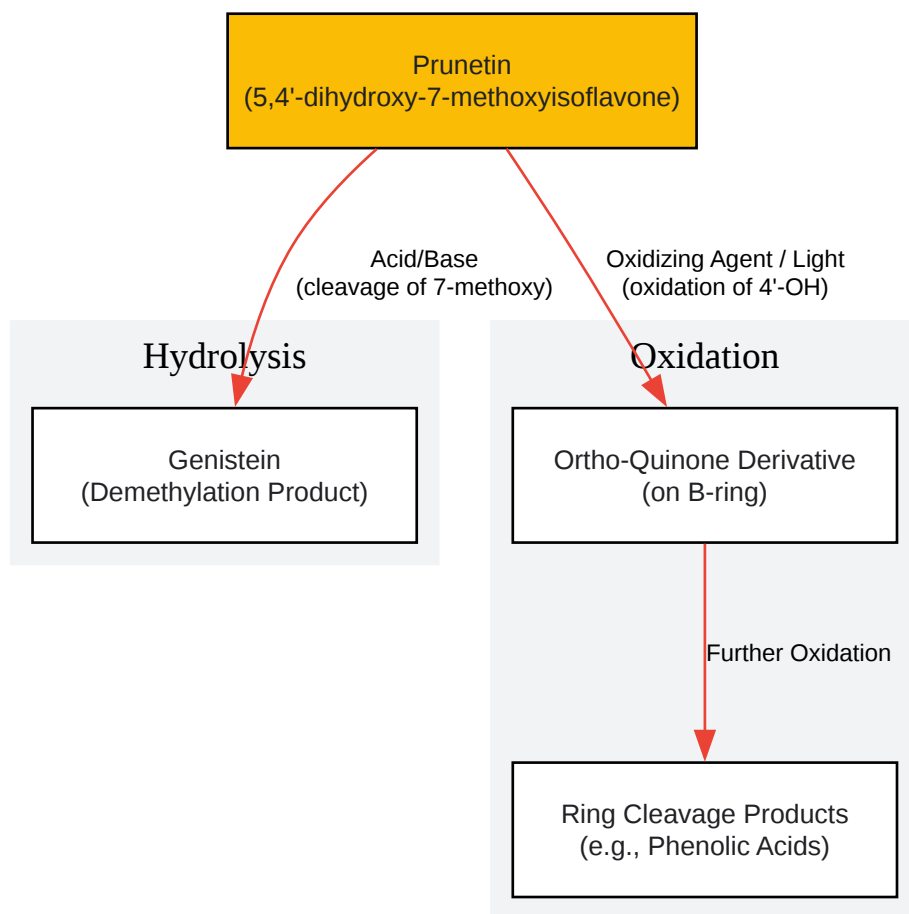 Prunetin
(5,4'-dihydroxy-7-methoxyisoflavone)
Acid/Base
(cleavage of 7-methoxy)
Oxidizing Agent / Light
(oxidation of 4'-OH)
Hydrolysis
Oxidation
Genistein
(Demethylation Product)
Ortho-Quinone Derivative
(on B-ring)
Further Oxidation
Ring Cleavage Products
(e.g., Phenolic Acids)